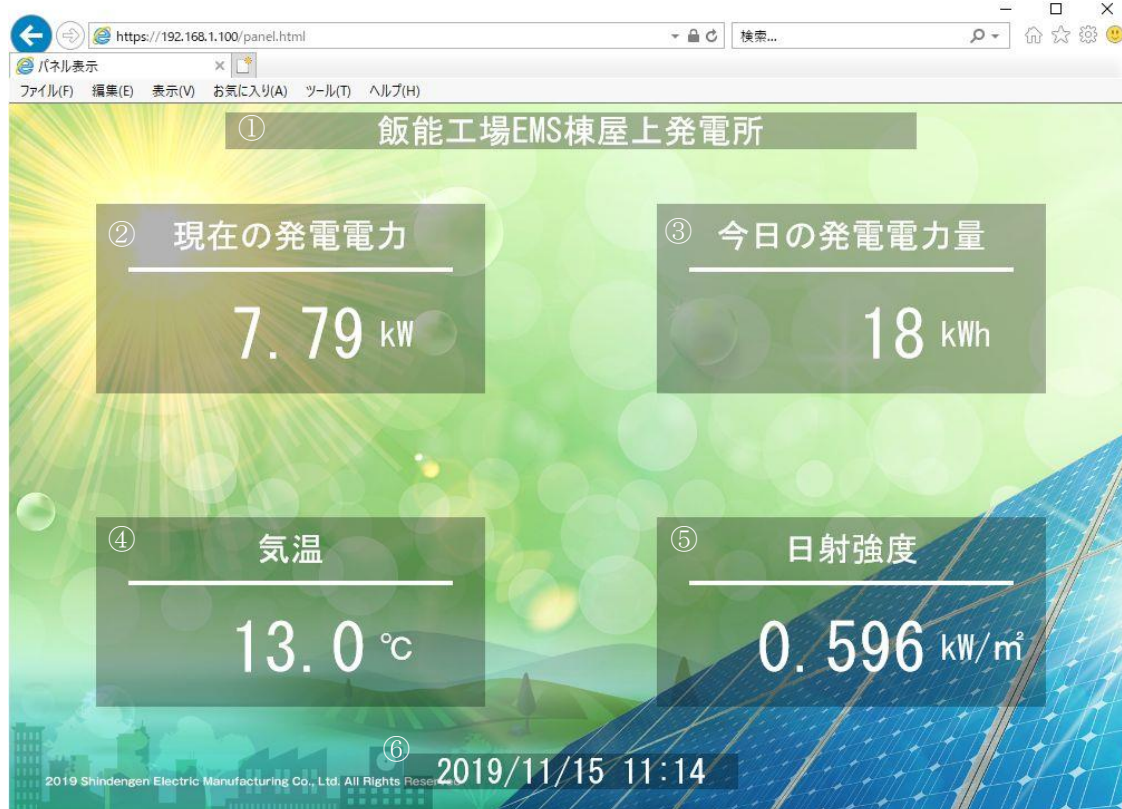 https://192.168.1.100/panel.html
検索...
パネル表示
ファイル(F) 編集(E) 表示(V) お気に入り(A) ツール(T) ヘルプ(H)
① 飯能工場EMS棟屋上発電所
② 現在の発電電力
7.79 kW
③ 今日の発電電力量
18 kWh
④ 気温
13.0 ℃
⑤ 日射強度
0.596 kW/㎡
⑥
2019 Shindengen Electric Manufacturing Co., Ltd. All Rights
2019/11/15 11:14